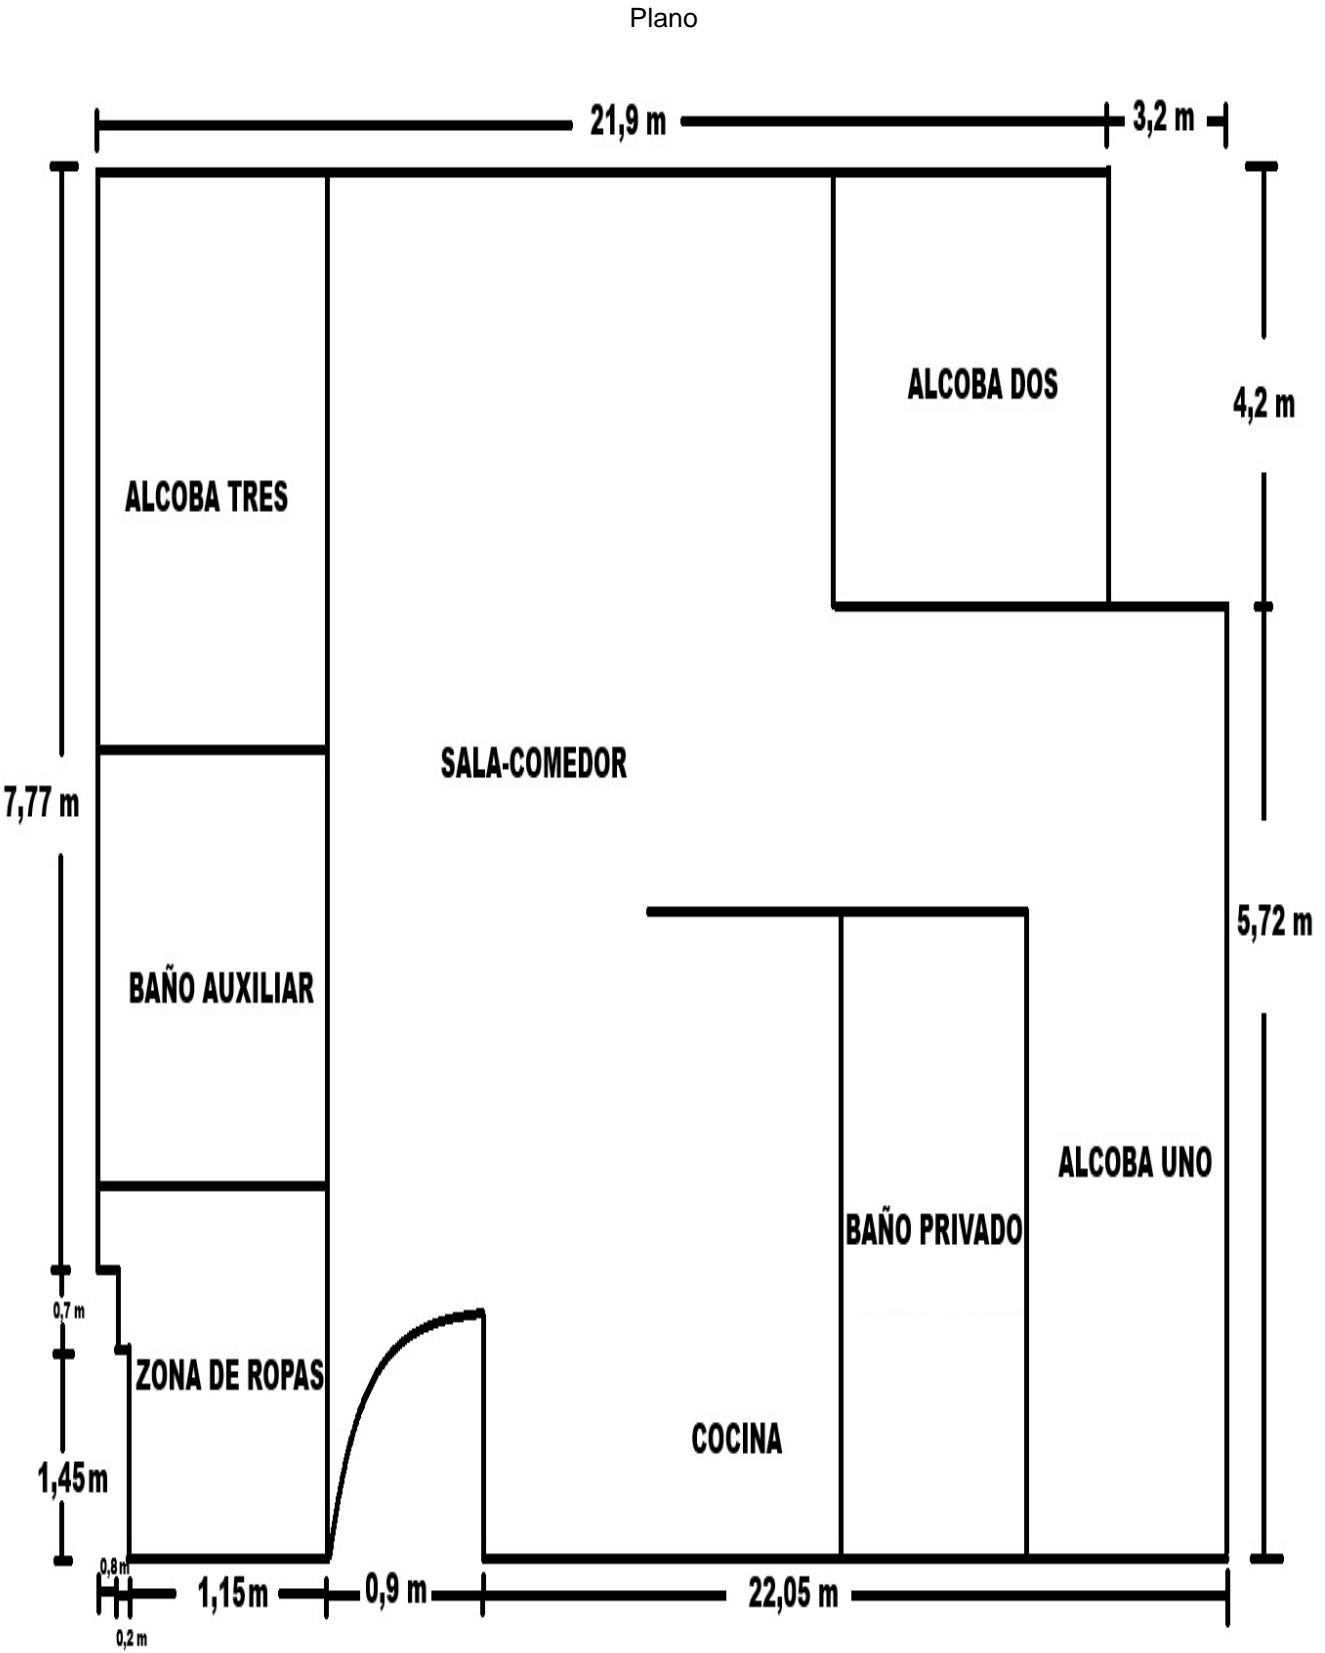 Plano
21,9 m
3,2 m
ALCOBA DOS
4,2 m
ALCOBA TRES
SALA-COMEDOR
7,77 m
5,72 m
BAÑO AUXILIAR
ALCOBA UNO
BAÑO PRIVADO
0,7 m
ZONA DE ROPAS
COCINA
1,45m
0,8 m
1,15m
0,9 m
22,05 m
0,2 m